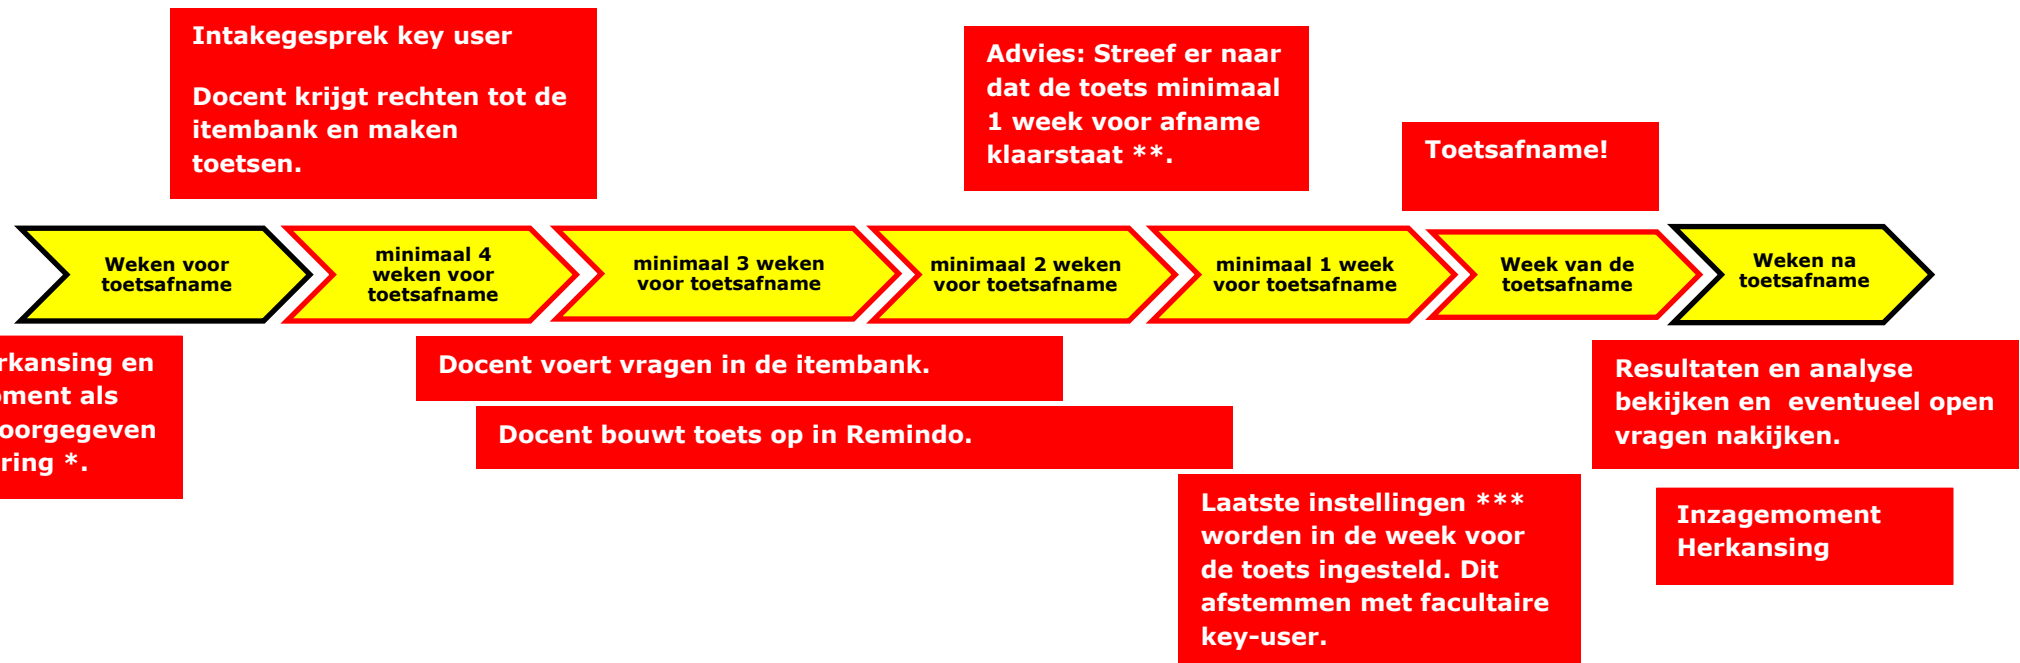 Intakegesprek key user
Docent krijgt rechten tot de
itembank en maken
toetsen.
Advies: Streef er naar
dat de toets minimaal
1 week voor afname
klaarstaat **.
Toetsafname!
Weken voor
toetsafname
minimaal 4
weken voor
toetsafname
minimaal 3 weken
voor toetsafname
minimaal 2 weken
voor toetsafname
minimaal 1 week
voor toetsafname
Week van de
toetsafname
Weken na
toetsafname
rkansing en
ment als
oorgegeven
ring *.
Docent voert vragen in de itembank.
Docent bouwt toets op in Remindo.
Laatste instellingen ***
worden in de week voor
de toets ingesteld. Dit
afstemmen met facultaire
key-user.
Resultaten en analyse
bekijken en  eventueel open
vragen nakijken.
Inzagemoment
Herkansing